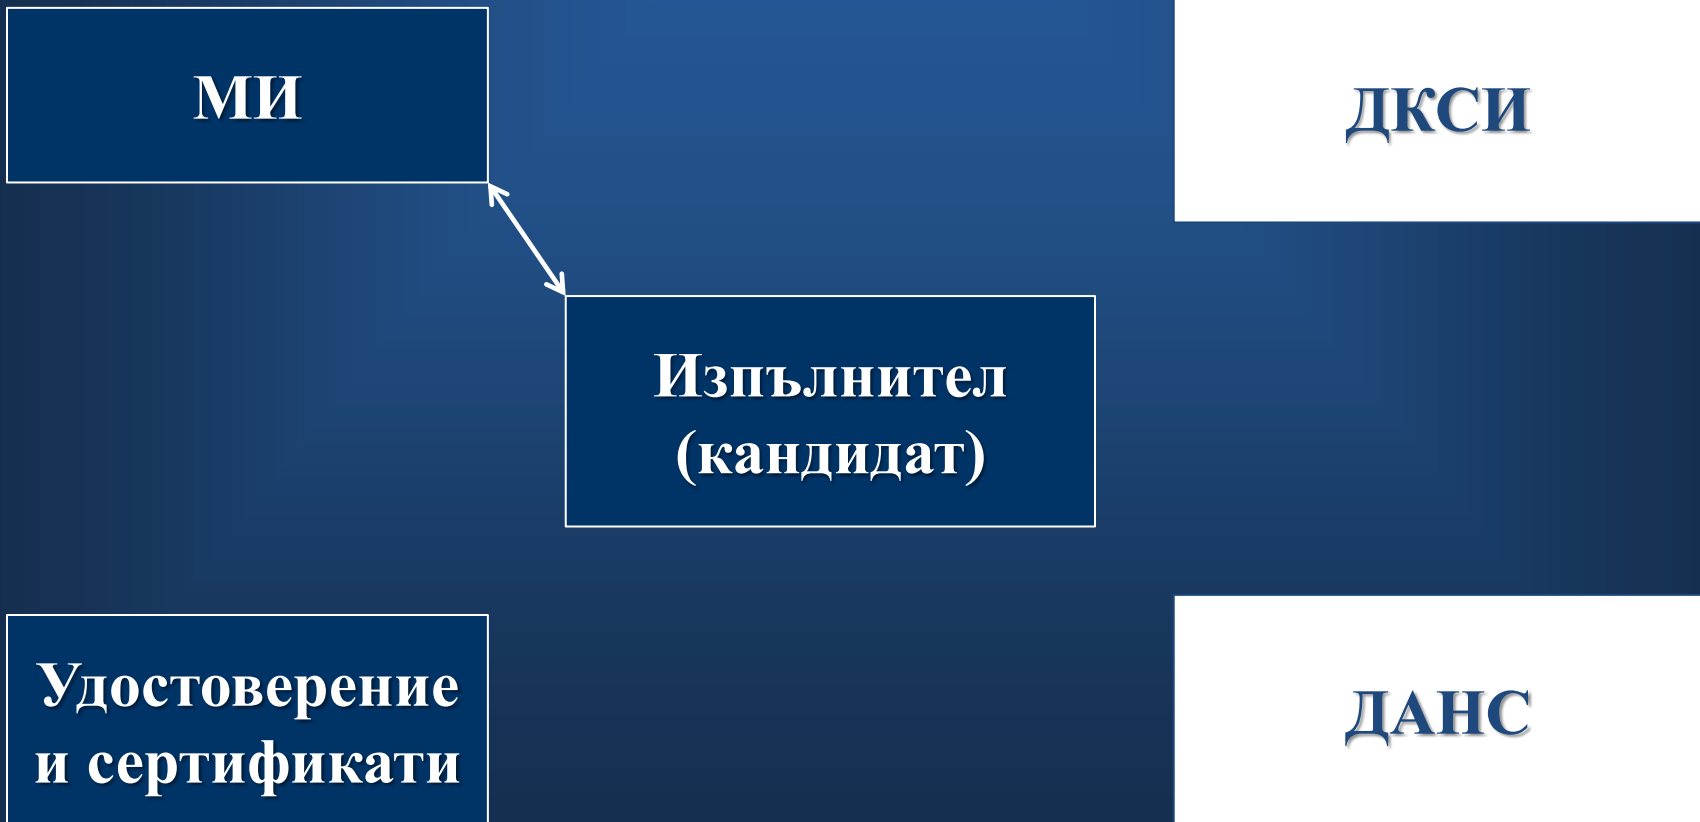 МИ
ДКСИ
Изпълнител
(кандидат)
Удостоверение
и сертификати
ДАНС